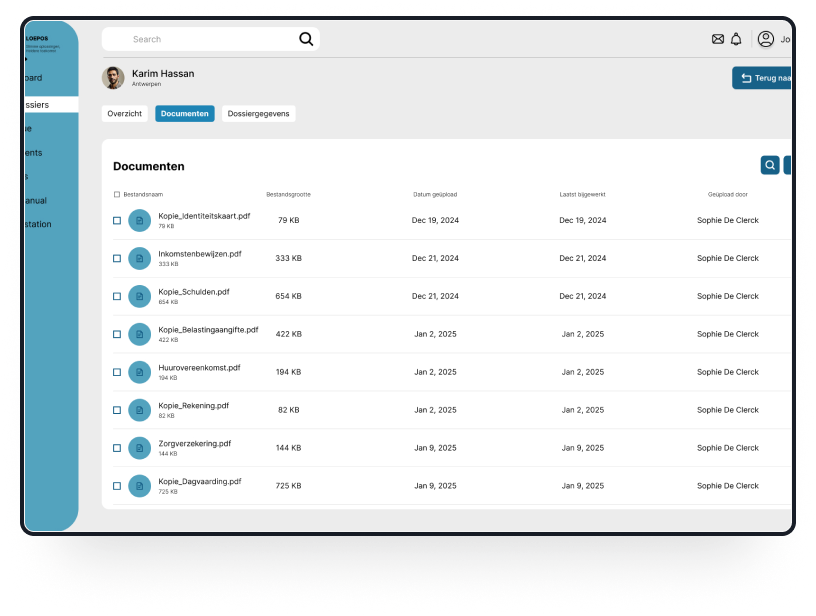 LOEPOS
Search
Jo
Karim Hassan
Antwerpen
Terug naa
oard
ssiers
e
ents
s
anual
station
Overzicht Documenten Dossiergegevens
Documenten
Bestandsnaam Bestandsgrootte Datum geüpload Laatst bijgewerkt Geüpload door
Kopie_Identiteitskaart.pdf 79 KB Dec 19, 2024 Dec 19, 2024 Sophie De Clerck
79 KB
Inkomstenbewijzen.pdf 333 KB Dec 21, 2024 Dec 21, 2024 Sophie De Clerck
333 KB
Kopie_Schulden.pdf 654 KB Dec 21, 2024 Dec 21, 2024 Sophie De Clerck
654 KB
Kopie_Belastingaangifte.pdf 422 KB Jan 2, 2025 Jan 2, 2025 Sophie De Clerck
422 KB
Huurovereenkomst.pdf 194 KB Jan 2, 2025 Jan 2, 2025 Sophie De Clerck
194 KB
Kopie_Rekening.pdf 82 KB Jan 2, 2025 Jan 2, 2025 Sophie De Clerck
82 KB
Zorgverzekering.pdf 144 KB Jan 9, 2025 Jan 9, 2025 Sophie De Clerck
144 KB
Kopie_Dagvaarding.pdf 725 KB Jan 9, 2025 Jan 9, 2025 Sophie De Clerck
725 KB